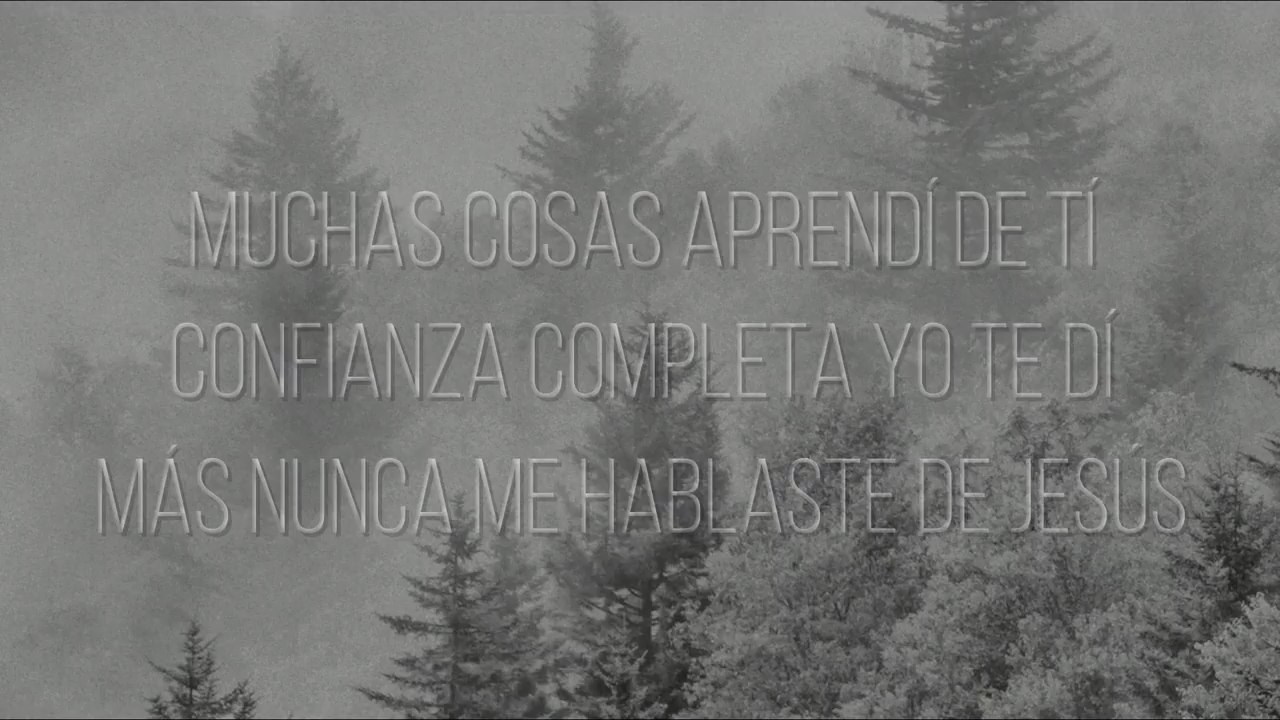 MUCHAS COSAS APRENDÍ DE TÍ
CONFIANZA COMPLETA YO TE DÍ
MÁS NUNCA ME HABLASTE DE JESÚS